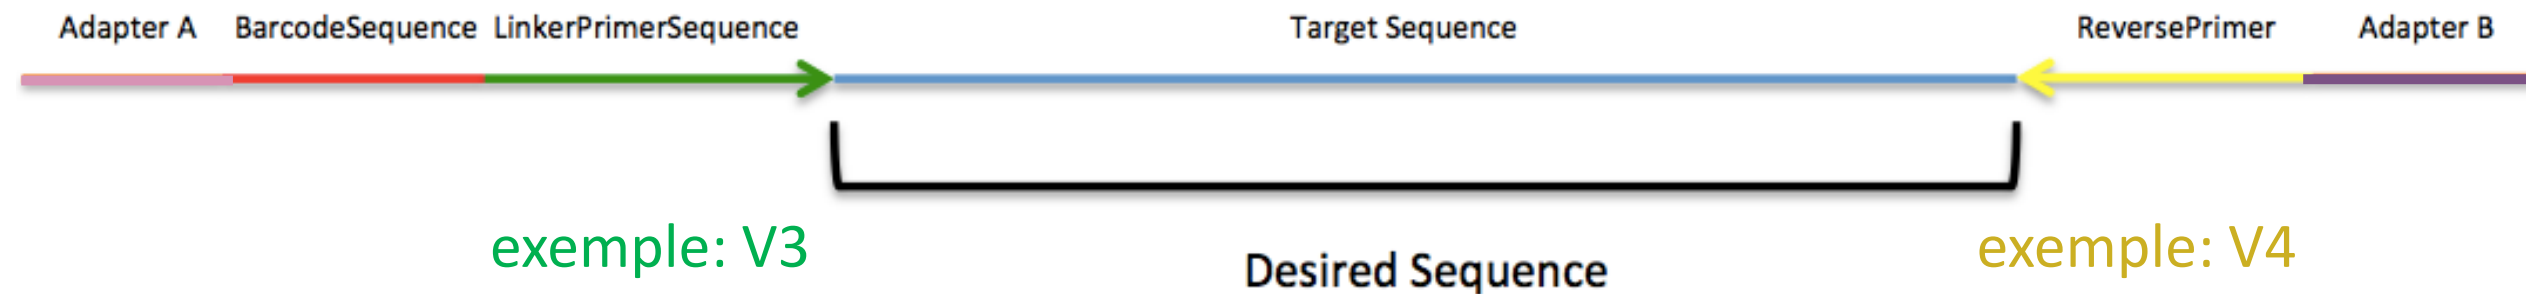 Adapter A BarcodeSequence LinkerPrimerSequence Target Sequence ReversePrimer Adapter B
exemple: V3 exemple: V4
Desired Sequence